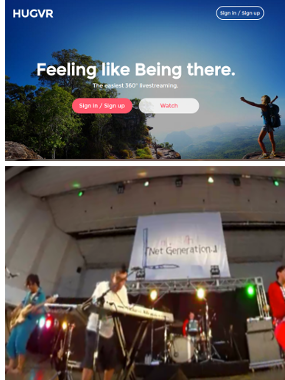 HUGVR
Sign in / Sign up
Feeling like Being there.
The easiest 360° livestreaming.
Sign in / Sign up
Watch
Net Generation